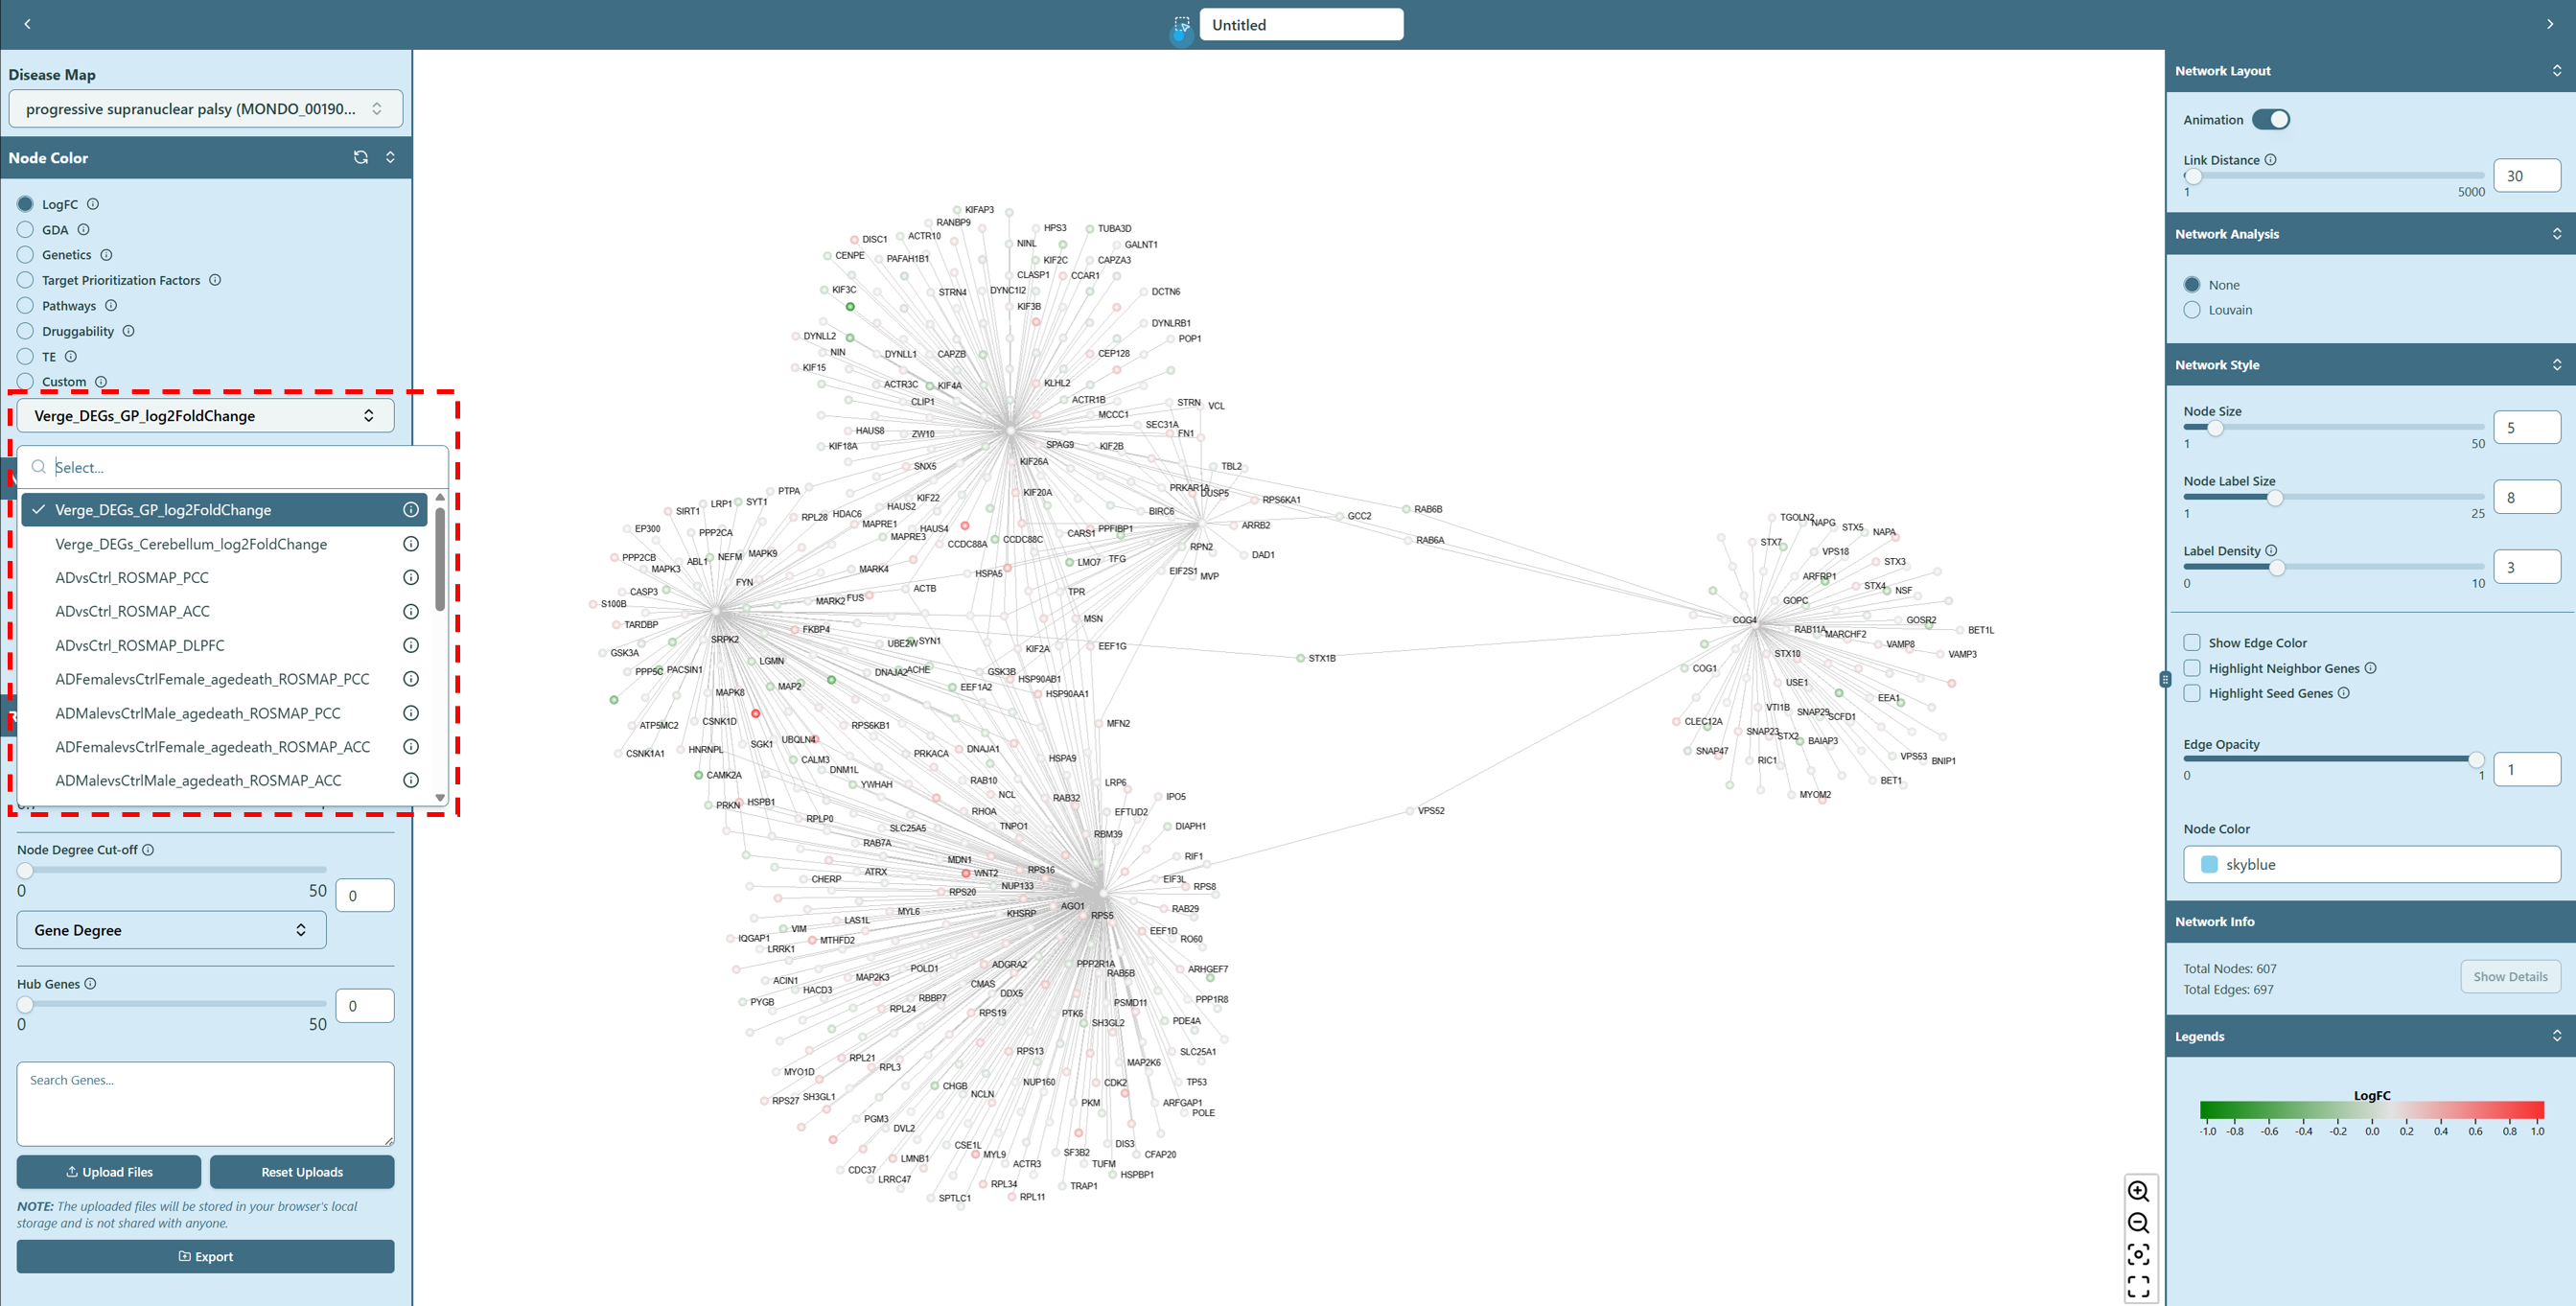 Untitled
Disease Map
progressive supranuclear palsy (MONDO_00190...
Node Color
LogFC
GDA
Genetics
Target Prioritization Factors
Pathways
Druggability
TE
Custom
Verge_DEGs_GP_log2FoldChange
Select...
Verge_DEGs_GP_log2FoldChange
Verge_DEGs_Cerebellum_log2FoldChange
ADvsCtrl_ROSMAP_PCC
ADvsCtrl_ROSMAP_ACC
ADvsCtrl_ROSMAP_DLPFC
ADFemalevsCtrlFemale_agedeath_ROSMAP_PCC
ADMalevsCtrlMale_agedeath_ROSMAP_PCC
ADFemalevsCtrlFemale_agedeath_ROSMAP_ACC
ADMalevsCtrlMale_agedeath_ROSMAP_ACC
Node Degree Cut-off
0 50 0
Gene Degree
Hub Genes
0 50 0
Search Genes...
Upload Files Reset Uploads
NOTE: The uploaded files will be stored in your browser's local
storage and is not shared with anyone.
Export
KIFAP3
RANBP9
HPS3 TUBA3D
DISC1 ACTR10
NINL GALNT1
CENPE PAFAH1B1 KIF2C CAPZA3
CLASP1 CCAR1
KIF3C STRN4 DYNC1I2 DCTN6
KIF3B
DYNLRB1
DYNLL2 POP1
NIN DYNLL1 CAPZB CEP128
KIF15
ACTR3C KIF4A KLHL2
CLIP1 ACTR1B STRN VCL
MCCC1
HAUS8 ZW10 SEC31A FN1
KIF18A SPAG9 KIF2B
SNX5 KIF26A TBL2
PTPA KIF22 KIF20A PRKAR1A DUSP5
LRP1 SYT1 HAUS2 RPS6KA1 RAB6B
SIRT1 RPL28 HDAC6 BIRC6 GCC2
EP300 PPP2CA MAPRE1 HAUS4 CARS1 PPFIBP1 ARRB2
MAPRE3 CCDC88A CCDC88C RAB6A
PPP2CB ABL1 NEFM MAPK9 LMO7 TFG RPN2 DAD1
MAPK3 FYN MARK4 HSPA5 EIF2S1 MVP
CASP3 ACTB TPR
S100B MARK2 FUS
TARDBP FKBP4 MSN
SRPK2 UBE2W SYN1 EEF1G
GSK3A LGMN KIF2A STX1B
PPP5C PACSIN1 DNAJA2 ACHE GSK3B HSP90AB1
MAPK8 MAP2 EEF1A2 HSP90AA1
ATP5MC2 CSNK1D RPS6KB1 MFN2
CSNK1A1 HNRNPL SGK1 UBQLN4 PRKACA DNAJA1 HSPA9
CAMK2A CALM3 DNM1L RAB10 LRP6
YWHAH NCL RAB32 IPO5
PRKN HSPB1 RHOA EFTUD2 VPS52
RPLP0 SLC25A5 TNPO1 RBM39 DIAPH1
RAB7A MDN1 RIF1
CHERP ATRX WNT2 RPS16 EIF3L RPS8
RPS20 NUP133
LAS1L MYL6 KHSRP AGO1 RPS5 RAB29
VIM EEF1D
IQGAP1 MTHFD2 RO60
LRRK1
ACIN1 MAP2K3 POLD1 ADGRA2 PPP2R1A RAB5B ARHGEF7
HACD3 CMAS DDX5
PYGB RBBP7 PSMD11 PPP1R8
RPL24 RPS19 PTK6 SH3GL2 PDE4A
RPL21 RPS13 MAP2K6 SLC25A1
MYO1D RPL3 NUP160 CDK2 TP53
RPS27 SH3GL1 CHGB NCLN PKM ARFGAP1
PGM3 POLE
DVL2 CSE1L DIS3
LMNB1 MYL9 SF3B2 CFAP20
CDC37 ACTR3 TUFM HSPBP1
LRRC47 RPL34 TRAP1
SPTLC1 RPL11
TGOLN2 NAPG STX5 NAPA
STX7 VPS18 STX3
ARFRP1 STX4 NSF
GOPC
COG4 RAB11A MARCHF2 GOSR2 BET1L
VAMP8 VAMP3
STX10
COG1 USE1 EEA1
VTI1B SNAP29 SCFD1
CLEC12A SNAP23 STX2 BAIAP3
SNAP47 RIC1 VPS53 BNIP1
BET1
MYOM2
Network Layout
Animation
Link Distance
1 5000 30
Network Analysis
None
Louvain
Network Style
Node Size
1 50 5
Node Label Size
1 25 8
Label Density
0 10 3
Show Edge Color
Highlight Neighbor Genes
Highlight Seed Genes
Edge Opacity
0 1 1
Node Color
skyblue
Network Info
Total Nodes: 607
Total Edges: 697
Show Details
Legends
LogFC
-1.0 -0.8 -0.6 -0.4 -0.2 0.0 0.2 0.4 0.6 0.8 1.0